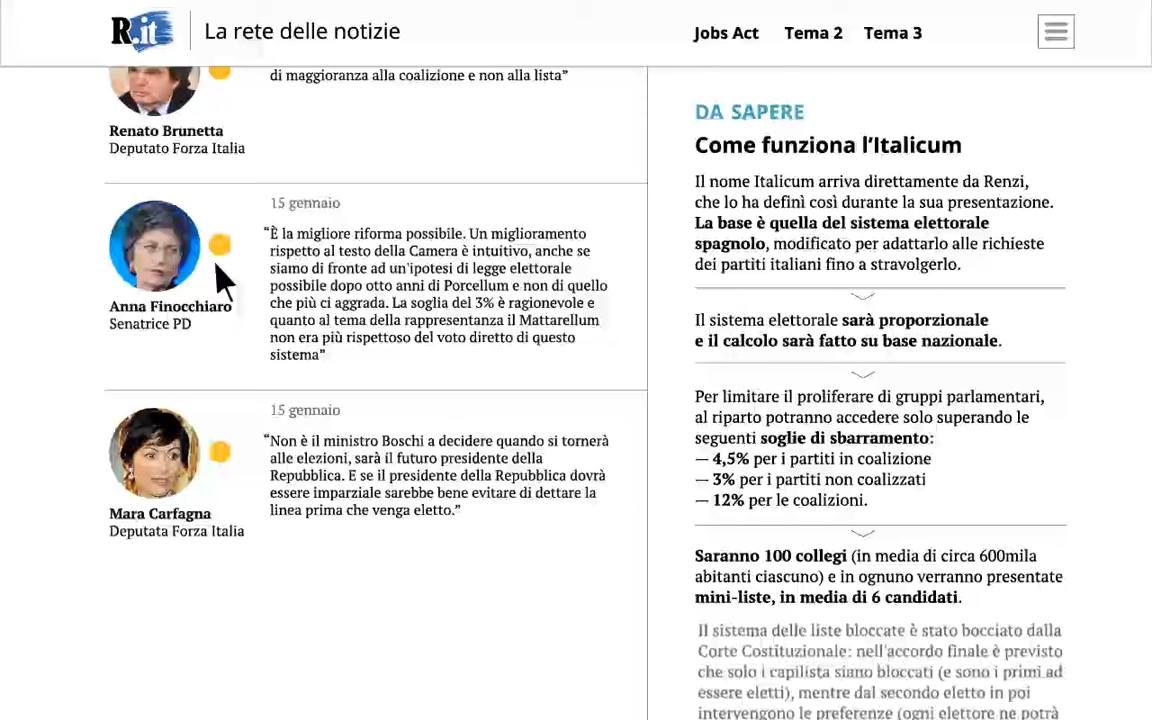 R.it
La rete delle notizie
Jobs Act
Tema 2
Tema 3
di maggioranza alla coalizione e non alla lista”
Renato Brunetta
Deputato Forza Italia
15 gennaio
“È la migliore riforma possibile. Un miglioramento
rispetto al testo della Camera è intuitivo, anche se
siamo di fronte ad un'ipotesi di legge elettorale
possibile dopo otto anni di Porcellum e non di quello
che più ci aggrada. La soglia del 3% è ragionevole e
quanto al tema della rappresentanza il Mattarellum
non era più rispettoso del voto diretto di questo
sistema”
Anna Finocchiaro
Senatrice PD
15 gennaio
“Non è il ministro Boschi a decidere quando si tornerà
alle elezioni, sarà il futuro presidente della
Repubblica. E se il presidente della Repubblica dovrà
essere imparziale sarebbe bene evitare di dettare la
linea prima che venga eletto.”
Mara Carfagna
Deputata Forza Italia
DA SAPERE
Come funziona l’Italicum
Il nome Italicum arriva direttamente da Renzi,
che lo ha definì così durante la sua presentazione.
La base è quella del sistema elettorale
spagnolo, modificato per adattarlo alle richieste
dei partiti italiani fino a stravolgerlo.
Il sistema elettorale sarà proporzionale
e il calcolo sarà fatto su base nazionale.
Per limitare il proliferare di gruppi parlamentari,
al riparto potranno accedere solo superando le
seguenti soglie di sbarramento:
— 4,5% per i partiti in coalizione
— 3% per i partiti non coalizzati
— 12% per le coalizioni.
Saranno 100 collegi (in media di circa 600mila
abitanti ciascuno) e in ognuno verranno presentate
mini-liste, in media di 6 candidati.
Il sistema delle liste bloccate è stato bocciato dalla
Corte Costituzionale: nell'accordo finale è previsto
che solo i capilista siano bloccati (e sono i primi ad
essere eletti), mentre dal secondo eletto in poi
intervengono le preferenze (ogni elettore ne potrà